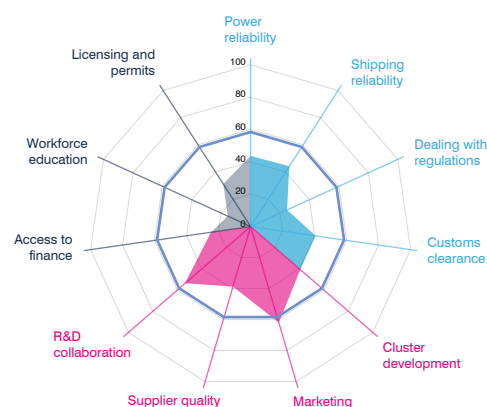 Power
reliability
Licensing and
permits
Shipping
reliability
100
80
60
40
20
0
Workforce
education
Dealing with
regulations
Access to
finance
Customs
clearance
R&D
collaboration
Cluster
development
Supplier quality
Marketing